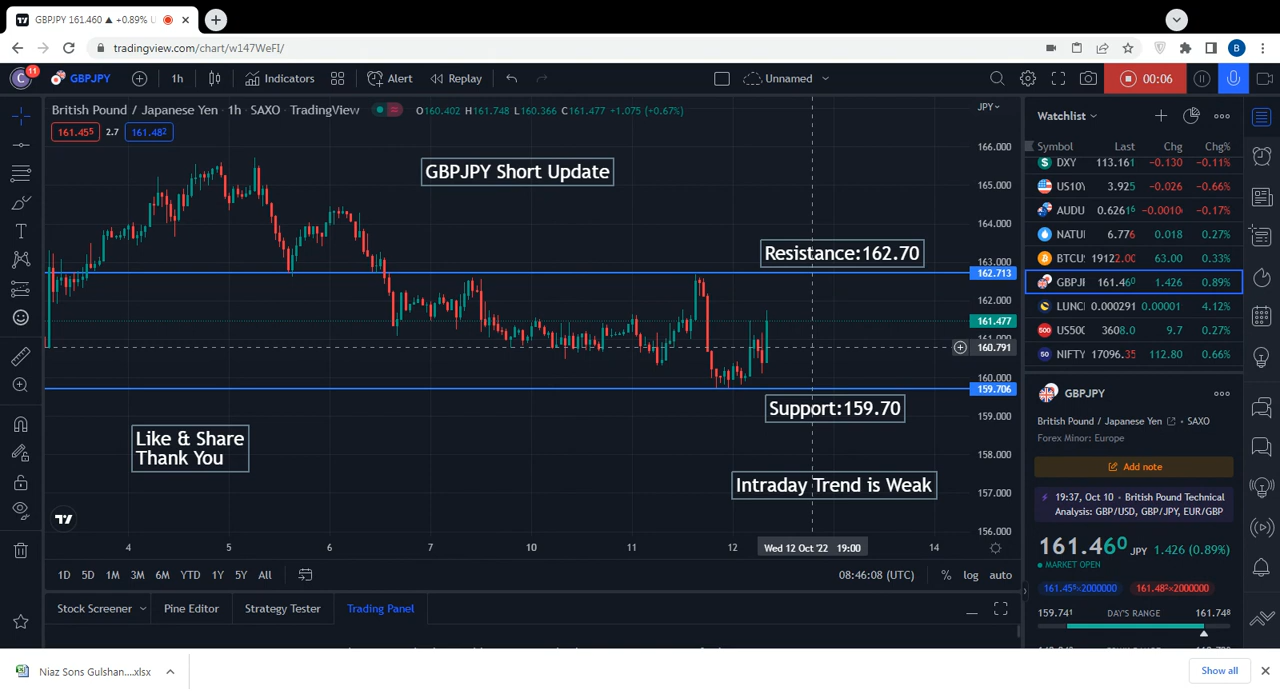 GBPJPY 161.460 ▲ +0.89% U
tradingview.com/chart/w147WeFI/
B
C 11
GBPJPY
1h
Indicators
Alert
Replay
Unnamed
00:06
British Pound / Japanese Yen · 1h · SAXO · TradingView
O160.402 H161.748 L160.366 C161.477 +1.075 (+0.67%)
161.455 2.7 161.482
JPY
GBPJPY Short Update
Resistance:162.70
Support:159.70
Like & Share
Thank You
Intraday Trend is Weak
166.000
165.000
164.000
163.000
162.713
162.000
161.477
161.000
160.791
160.000
159.706
159.000
158.000
157.000
156.000
4 5 6 7 10 11 12 Wed 12 Oct '22 19:00 14
1D 5D 1M 3M 6M YTD 1Y 5Y All
08:46:08 (UTC) % log auto
Stock Screener Pine Editor Strategy Tester Trading Panel
Watchlist
Symbol Last Chg Chg%
DXY 113.161 -0.130 -0.11%
US10Y 3.925 -0.026 -0.66%
AUDU 0.62616 -0.0010 -0.17%
NATU 6.776 0.018 0.27%
BTCU 19122.00 63.00 0.33%
GBPJP 161.460 1.426 0.89%
LUNC 0.000291 0.00001 4.12%
US500 3608.0 9.7 0.27%
NIFTY 17096.35 112.80 0.66%
GBPJPY
British Pound / Japanese Yen · SAXO
Forex Minor: Europe
Add note
19:37, Oct 10 · British Pound Technical
Analysis: GBP/USD, GBP/JPY, EUR/GBP
161.460 JPY 1.426 (0.89%)
MARKET OPEN
161.455×2000000 161.482×2000000
159.741 DAY'S RANGE 161.748
Niaz Sons Gulshan....xlsx
Show all